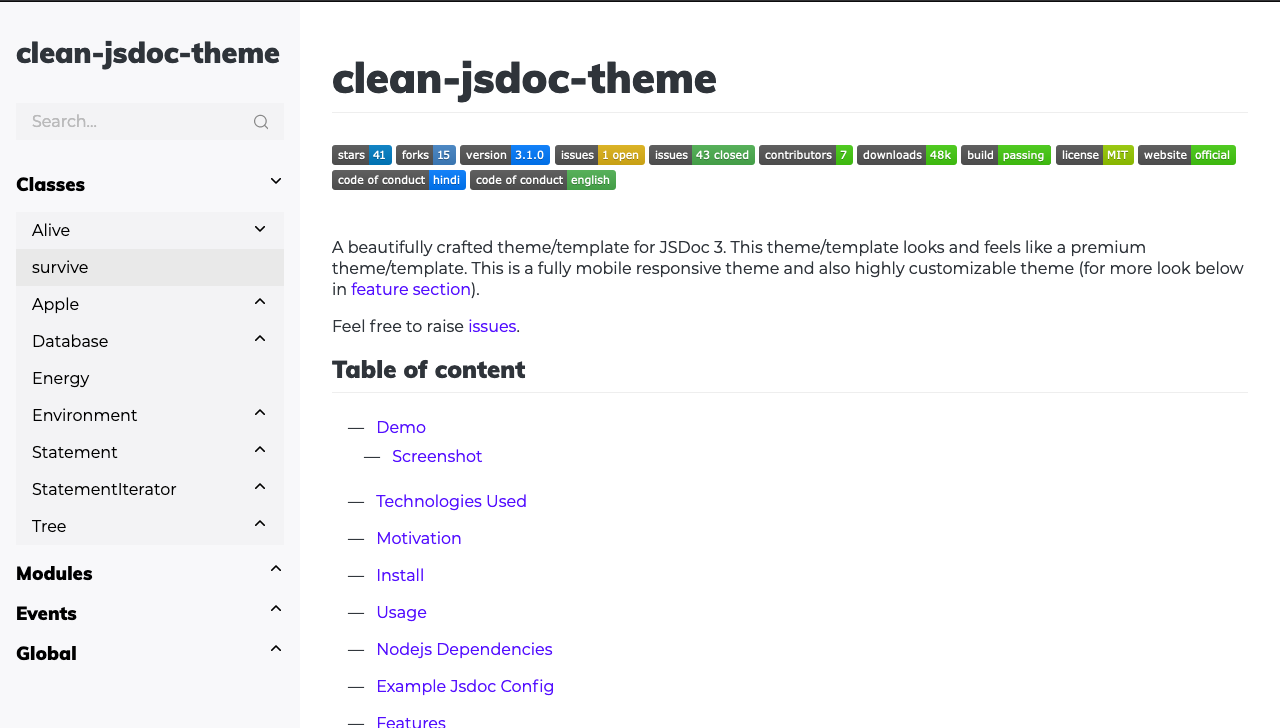 clean-jsdoc-theme
Search...
Classes
Alive
survive
Apple
Database
Energy
Environment
Statement
StatementIterator
Tree
Modules
Events
Global
clean-jsdoc-theme
stars 41 forks 15 version 3.1.0 issues 1 open issues 43 closed contributors 7 downloads 48k build passing license MIT website official
code of conduct hindi code of conduct english
A beautifully crafted theme/template for JSDoc 3. This theme/template looks and feels like a premium
theme/template. This is a fully mobile responsive theme and also highly customizable theme (for more look below
in feature section).
Feel free to raise issues.
Table of content
— Demo
— Screenshot
— Technologies Used
— Motivation
— Install
— Usage
— Nodejs Dependencies
— Example Jsdoc Config
— Features